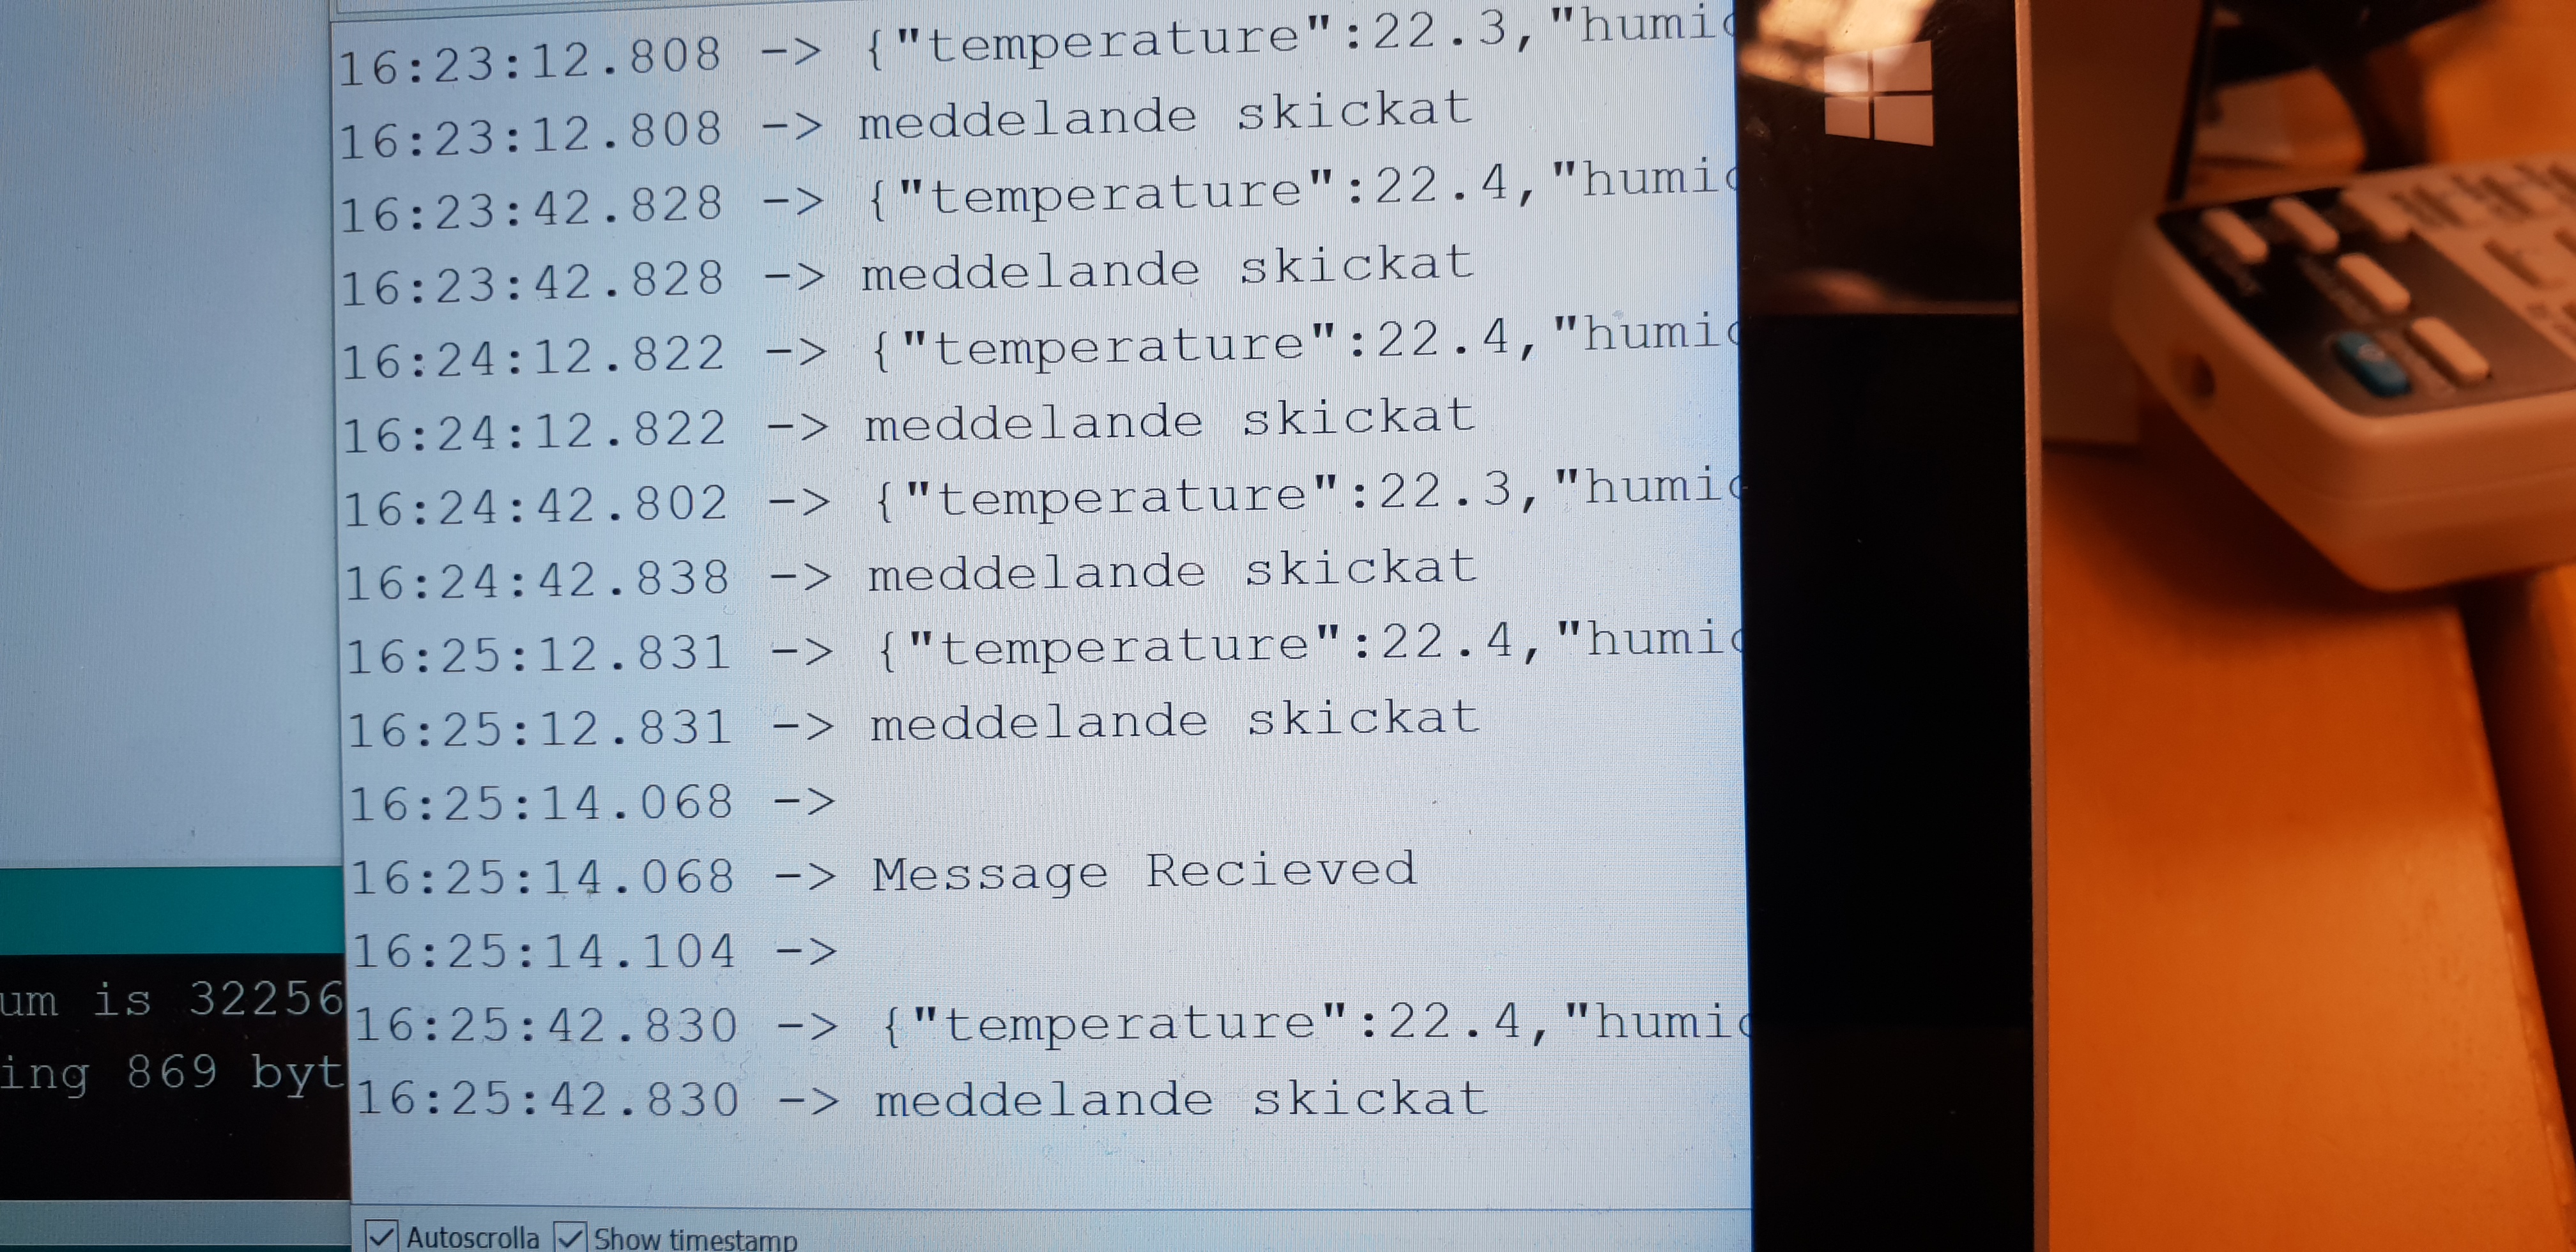 16:23:12.808 -> {"temperature":22.3,"humi
16:23:12.808 -> meddelande skickat
16:23:42.828 -> {"temperature":22.4,"humi
16:23:42.828 -> meddelande skickat
16:24:12.822 -> {"temperature":22.4,"humi
16:24:12.822 -> meddelande skickat
16:24:42.802 -> {"temperature":22.3,"humi
16:24:42.838 -> meddelande skickat
16:25:12.831 -> {"temperature":22.4,"humi
16:25:12.831 -> meddelande skickat
16:25:14.068 ->
16:25:14.068 -> Message Recieved
16:25:14.104 ->
16:25:42.830 -> {"temperature":22.4,"humi
16:25:42.830 -> meddelande skickat
um is 32256
ing 869 byt
Autoscrolla Show timestamp